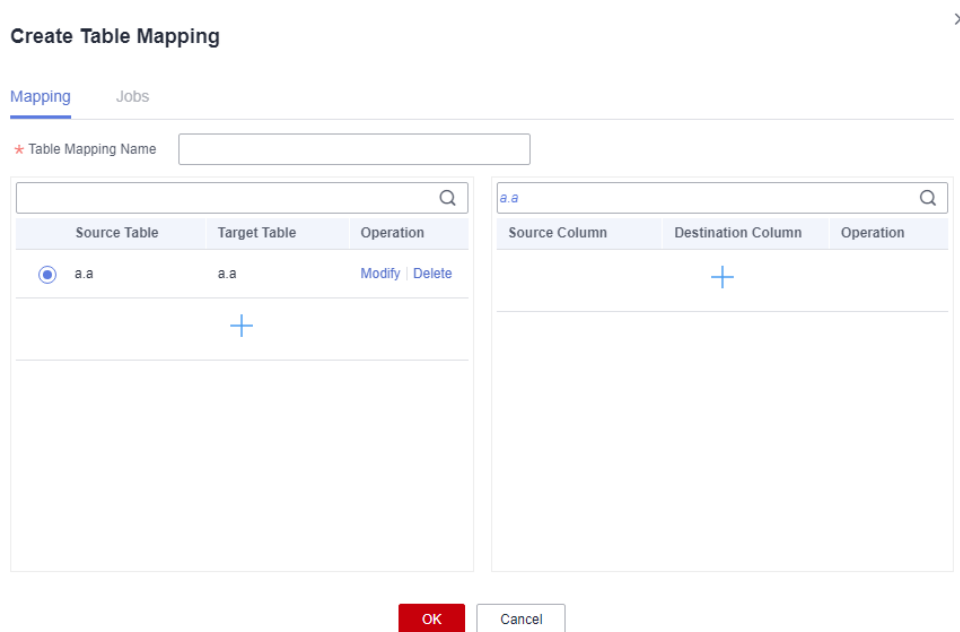 Create Table Mapping
Mapping Jobs
* Table Mapping Name
a.a
Source Table Target Table Operation
a.a a.a Modify | Delete
Source Column Destination Column Operation
OK Cancel